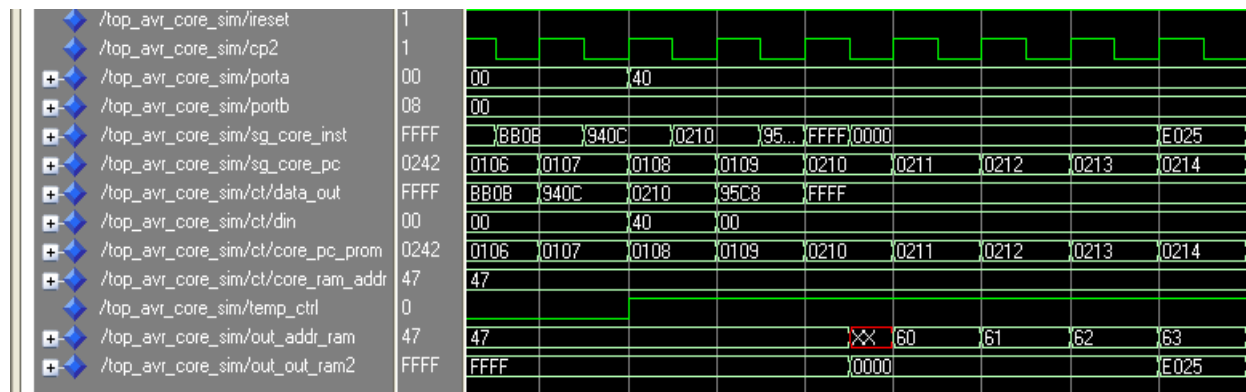 /top_avr_core_sim/ireset 1
/top_avr_core_sim/cp2 1
/top_avr_core_sim/porta 00 00 40
/top_avr_core_sim/portb 08 00
/top_avr_core_sim/sg_core_inst FFFF BB0B 940C 0210 95... FFFF 0000 E025
/top_avr_core_sim/sg_core_pc 0242 0106 0107 0108 0109 0210 0211 0212 0213 0214
/top_avr_core_sim/ct/data_out FFFF BB0B 940C 0210 95C8 FFFF
/top_avr_core_sim/ct/din 00 00 40 00
/top_avr_core_sim/ct/core_pc_prom 0242 0106 0107 0108 0109 0210 0211 0212 0213 0214
/top_avr_core_sim/ct/core_ram_addr 47 47
/top_avr_core_sim/temp_ctrl 0
/top_avr_core_sim/out_addr_ram 47 47 XX 60 61 62 63
/top_avr_core_sim/out_out_ram2 FFFF FFFF 0000 E025